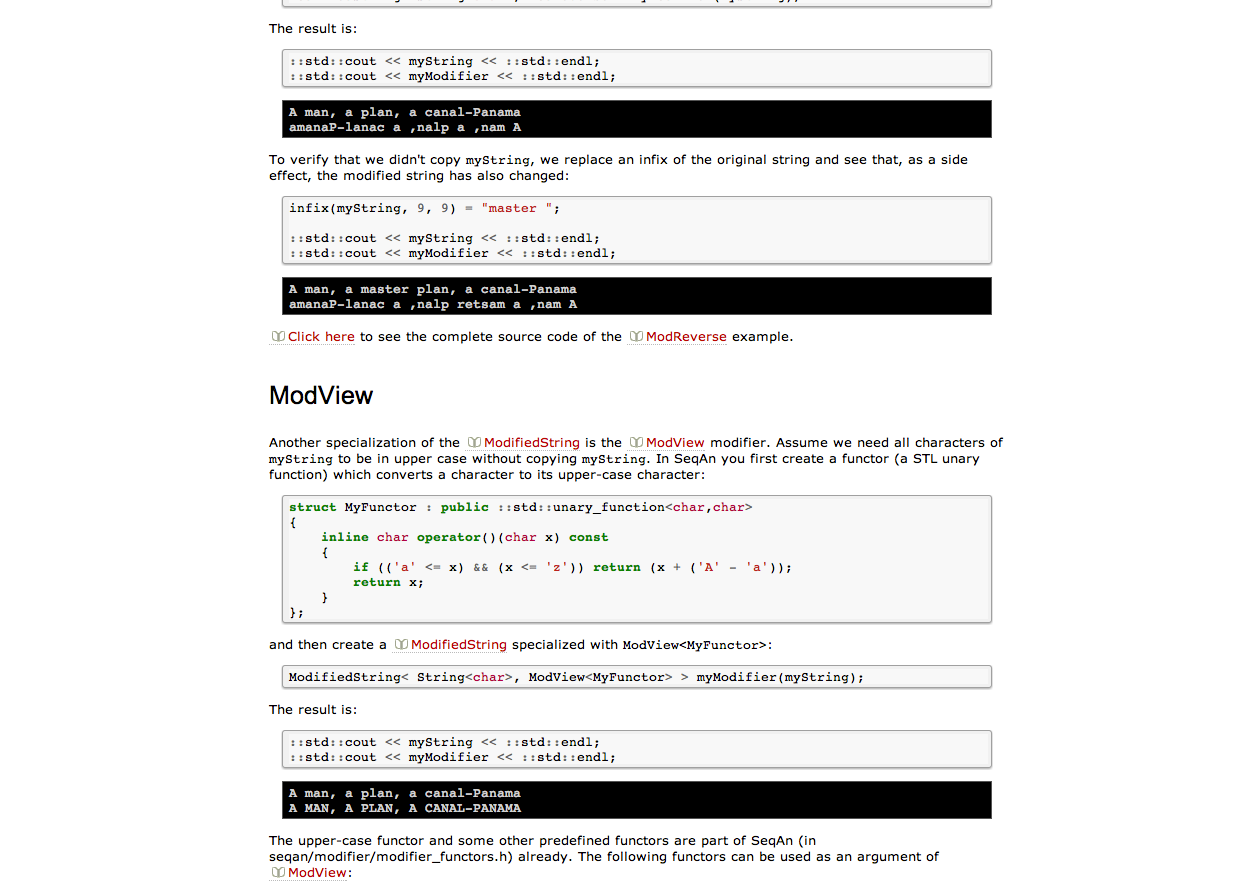 The result is:
::std::cout << myString << ::std::endl;
::std::cout << myModifier << ::std::endl;
A man, a plan, a canal-Panama
amanaP-lanac a ,nalp a ,nam A
To verify that we didn't copy myString, we replace an infix of the original string and see that, as a side
effect, the modified string has also changed:
infix(myString, 9, 9) = "master ";
::std::cout << myString << ::std::endl;
::std::cout << myModifier << ::std::endl;
A man, a master plan, a canal-Panama
amanaP-lanac a ,nalp retsam a ,nam A
Click here to see the complete source code of the ModReverse example.
ModView
Another specialization of the ModifiedString is the ModView modifier. Assume we need all characters of
myString to be in upper case without copying myString. In SeqAn you first create a functor (a STL unary
function) which converts a character to its upper-case character:
struct MyFunctor : public ::std::unary_function<char,char>
{
    inline char operator()(char x) const
    {
        if (('a' <= x) && (x <= 'z')) return (x + ('A' - 'a'));
        return x;
    }
};
and then create a ModifiedString specialized with ModView<MyFunctor>:
ModifiedString< String<char>, ModView<MyFunctor> > myModifier(myString);
The result is:
::std::cout << myString << ::std::endl;
::std::cout << myModifier << ::std::endl;
A man, a plan, a canal-Panama
A MAN, A PLAN, A CANAL-PANAMA
The upper-case functor and some other predefined functors are part of SeqAn (in
seqan/modifier/modifier_functors.h) already. The following functors can be used as an argument of
ModView: